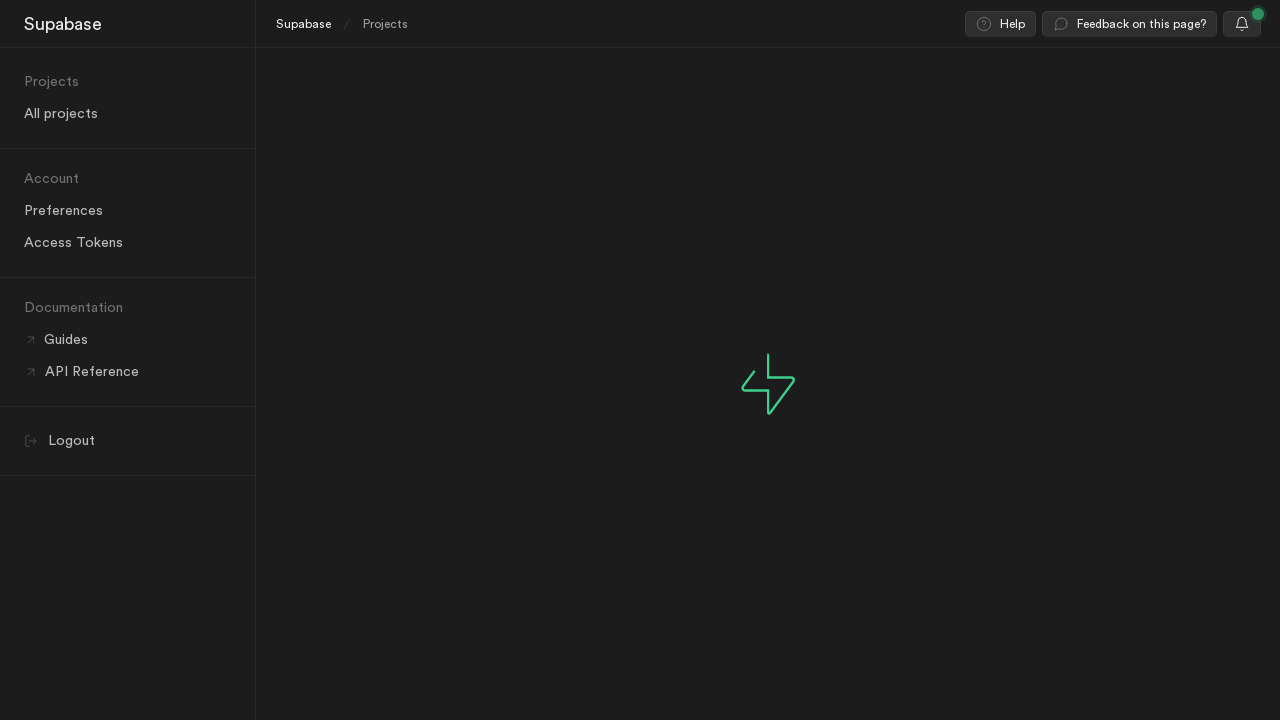 Supabase
Supabase / Projects
Help
Feedback on this page?
Projects
All projects
Account
Preferences
Access Tokens
Documentation
Guides
API Reference
Logout